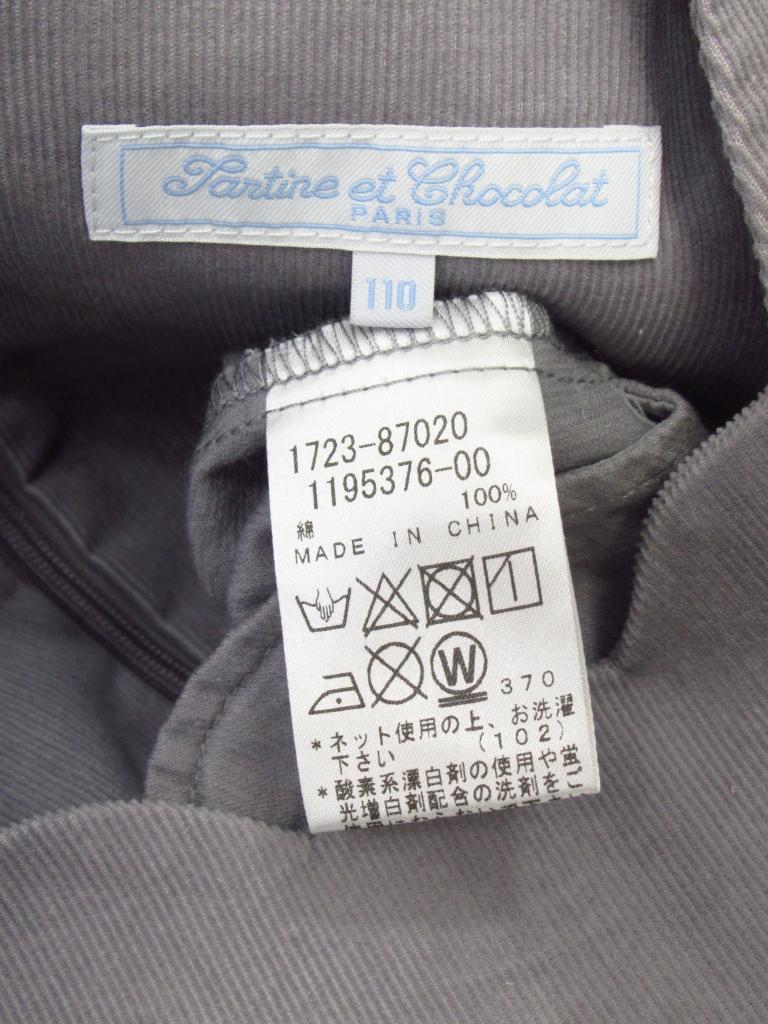 Tartine et Chocolat
PARIS
110
1723-87020
1195376-00
綿 100%
MADE IN CHINA
W
370
*ネット使用の上、お洗濯
下さい (102)
*酸素系漂白剤の使用や蛍
光増白剤配合の洗剤をご